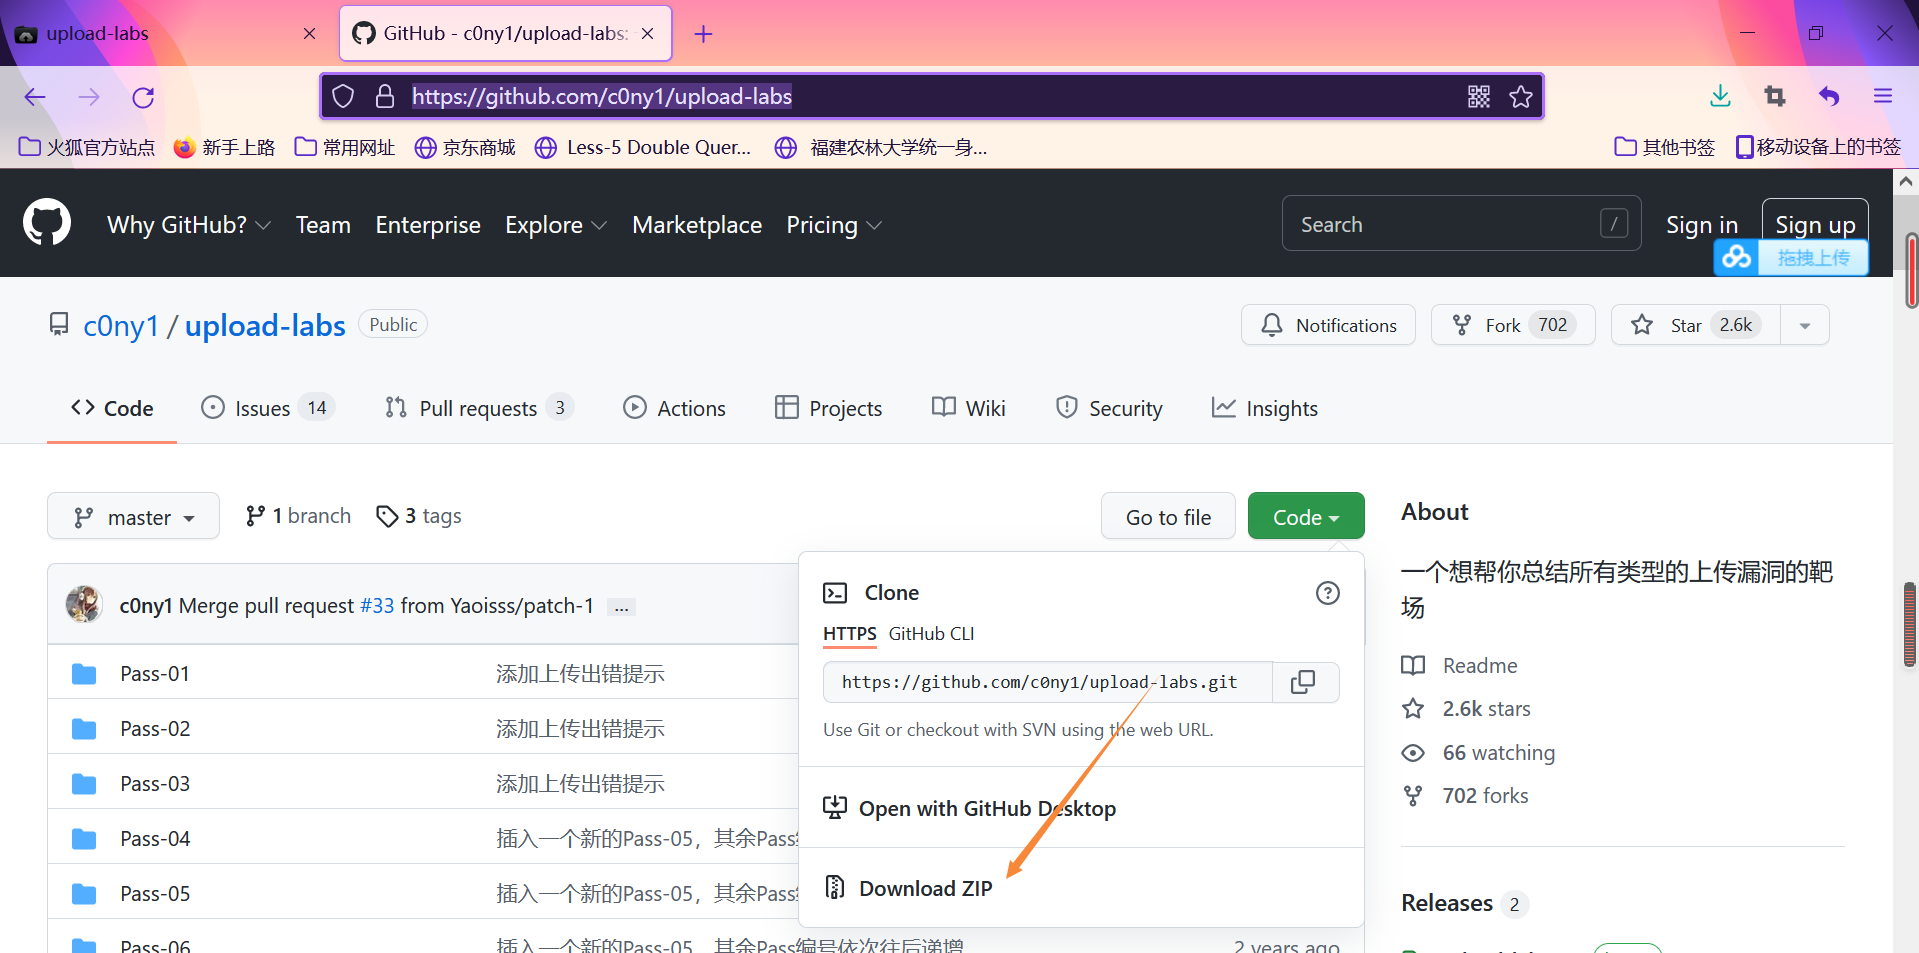 upload-labs
GitHub - c0ny1/upload-labs:
https://github.com/c0ny1/upload-labs
火狐官方站点 新手上路 常用网址 京东商城 Less-5 Double Quer... 福建农林大学统一身... 其他书签 移动设备上的书签
Why GitHub? Team Enterprise Explore Marketplace Pricing Search / Sign in Sign up
拖拽上传
c0ny1 / upload-labs Public Notifications Fork 702 Star 2.6k
Code Issues 14 Pull requests 3 Actions Projects Wiki Security Insights
master 1 branch 3 tags Go to file Code
c0ny1 Merge pull request #33 from Yaoisss/patch-1 ...
Pass-01 添加上传出错提示
Pass-02 添加上传出错提示
Pass-03 添加上传出错提示
Pass-04 插入一个新的Pass-05，其余Pass
Pass-05 插入一个新的Pass-05，其余Pass
Pass-06 插入一个新的Pass-05，其余Pass编号依次往后递增 2 years ago
Clone
HTTPS GitHub CLI
https://github.com/c0ny1/upload-labs.git
Use Git or checkout with SVN using the web URL.
Open with GitHub Desktop
Download ZIP
About
一个想帮你总结所有类型的上传漏洞的靶
场
Readme
2.6k stars
66 watching
702 forks
Releases 2